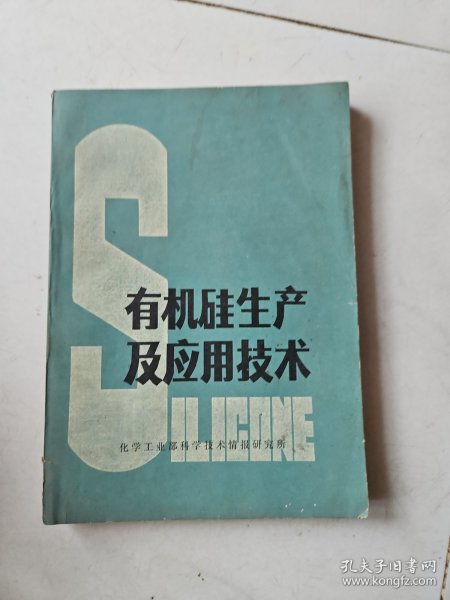 有机硅生产
及应用技术
SILICONE
化学工业部科学技术情报研究所
孔夫子旧书网
www.kongfz.com